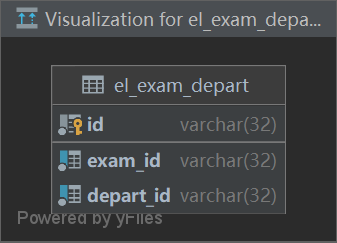 Visualization for el_exam_depa...
el_exam_depart
id varchar(32)
exam_id varchar(32)
depart_id varchar(32)
Powered by yFiles